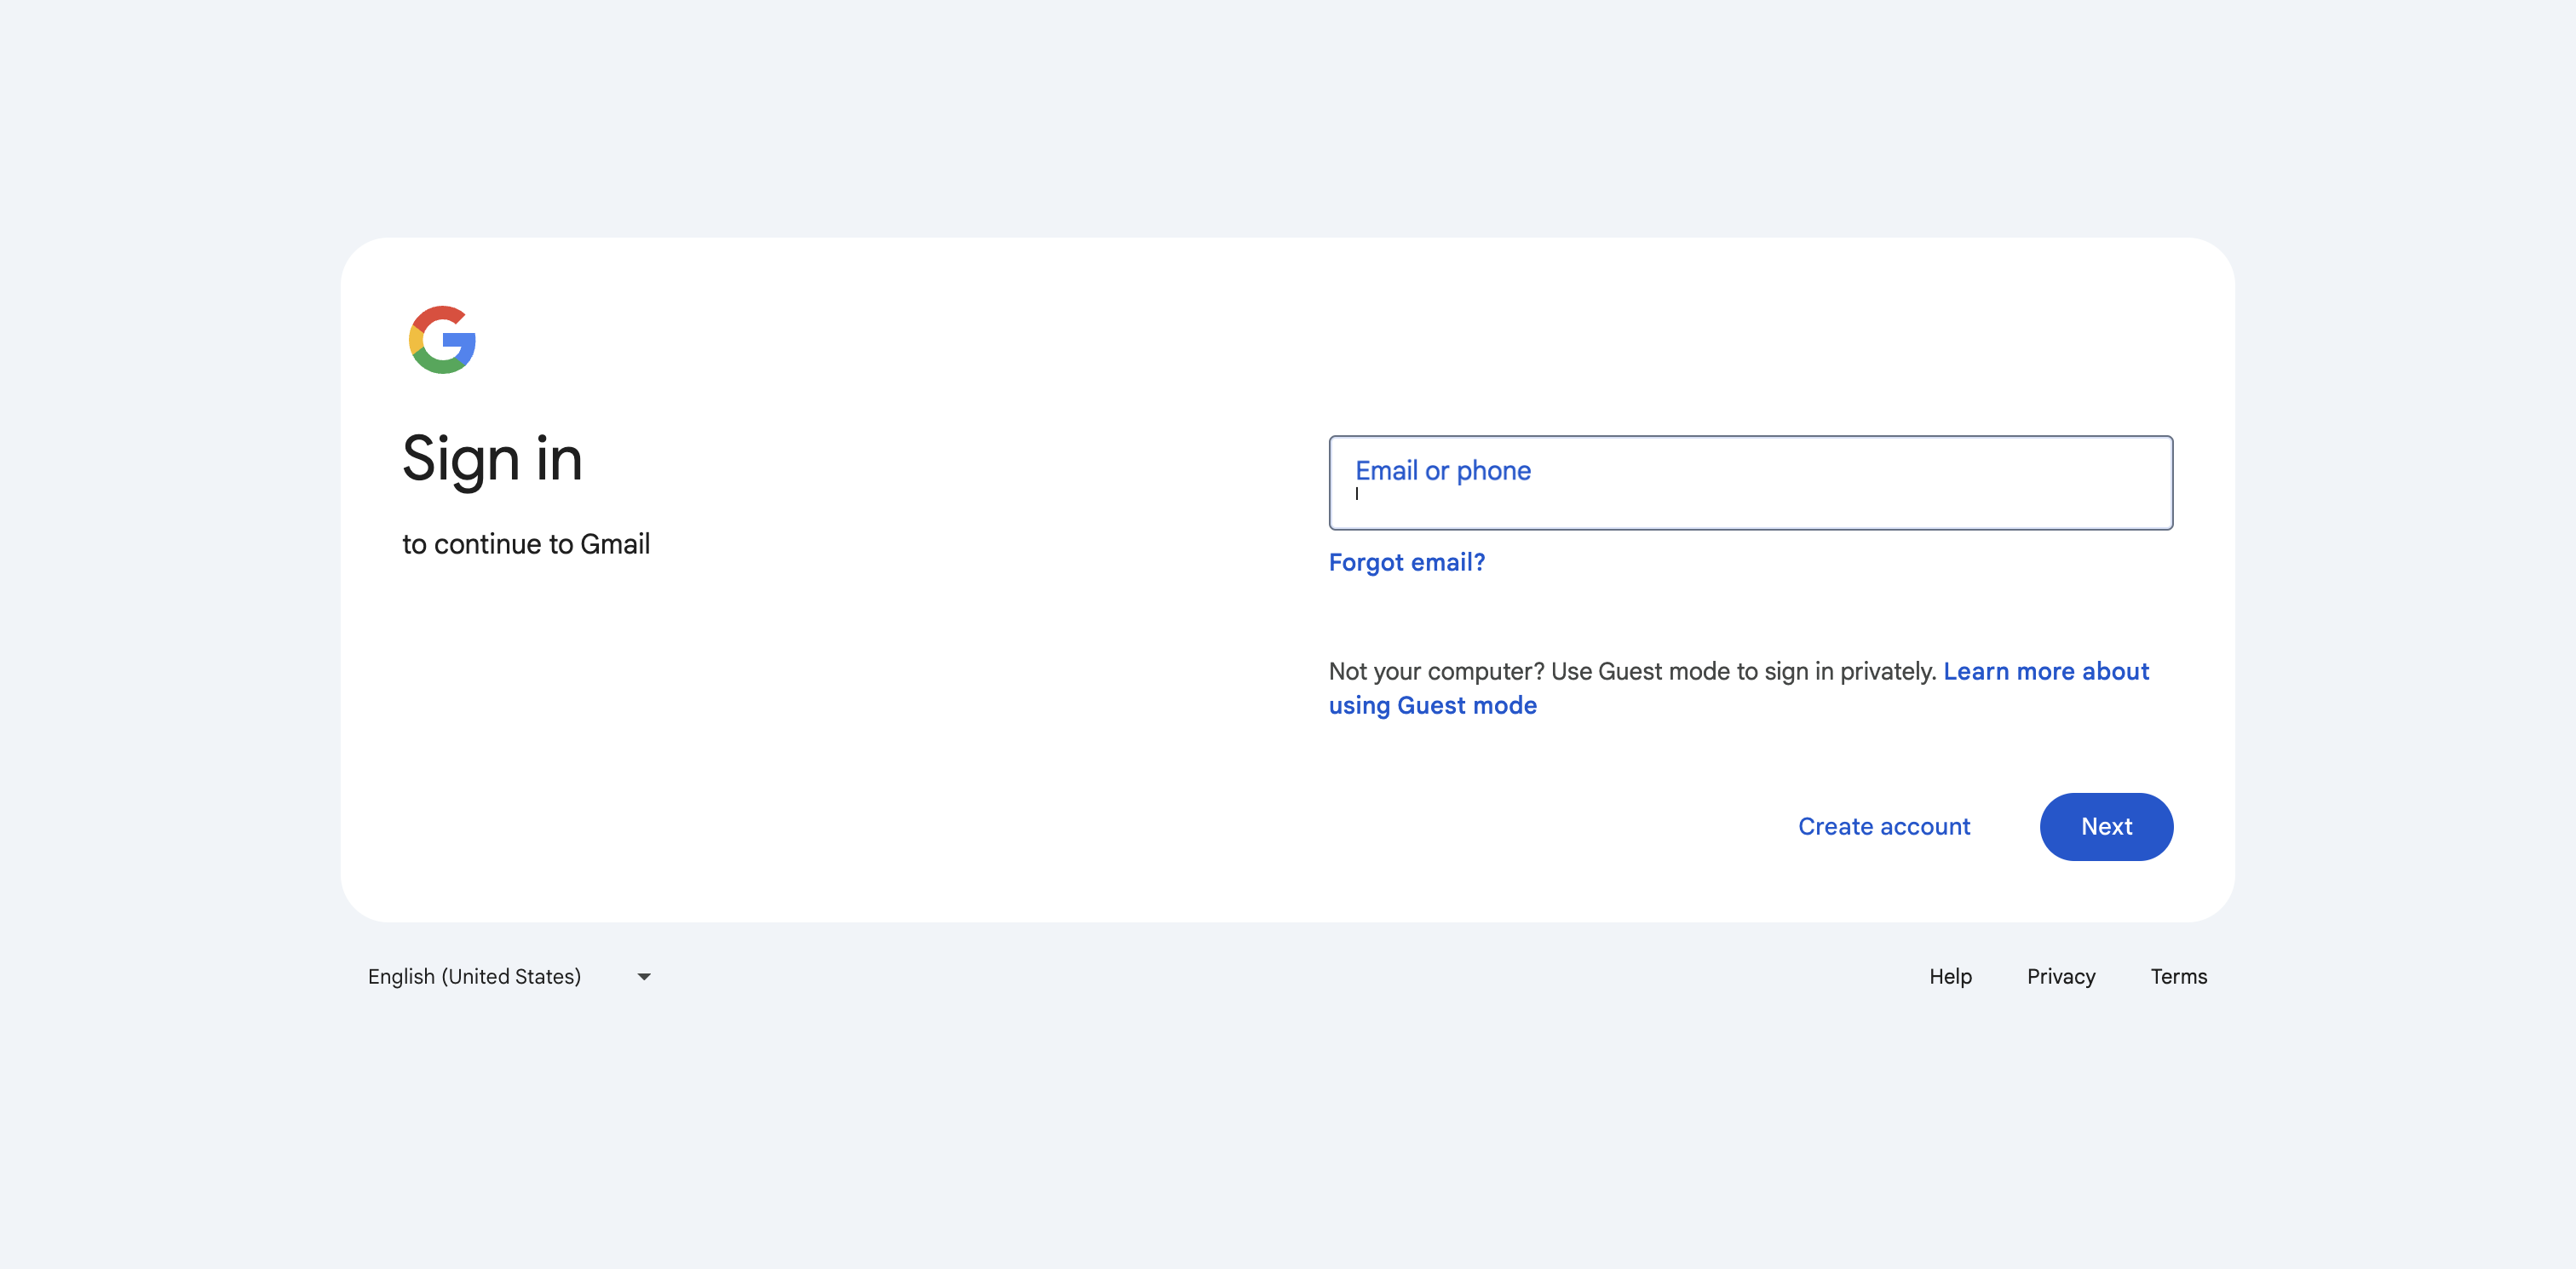 Sign in
to continue to Gmail
Email or phone
Forgot email?
Not your computer? Use Guest mode to sign in privately. Learn more about
using Guest mode
Create account
Next
English (United States)
Help
Privacy
Terms